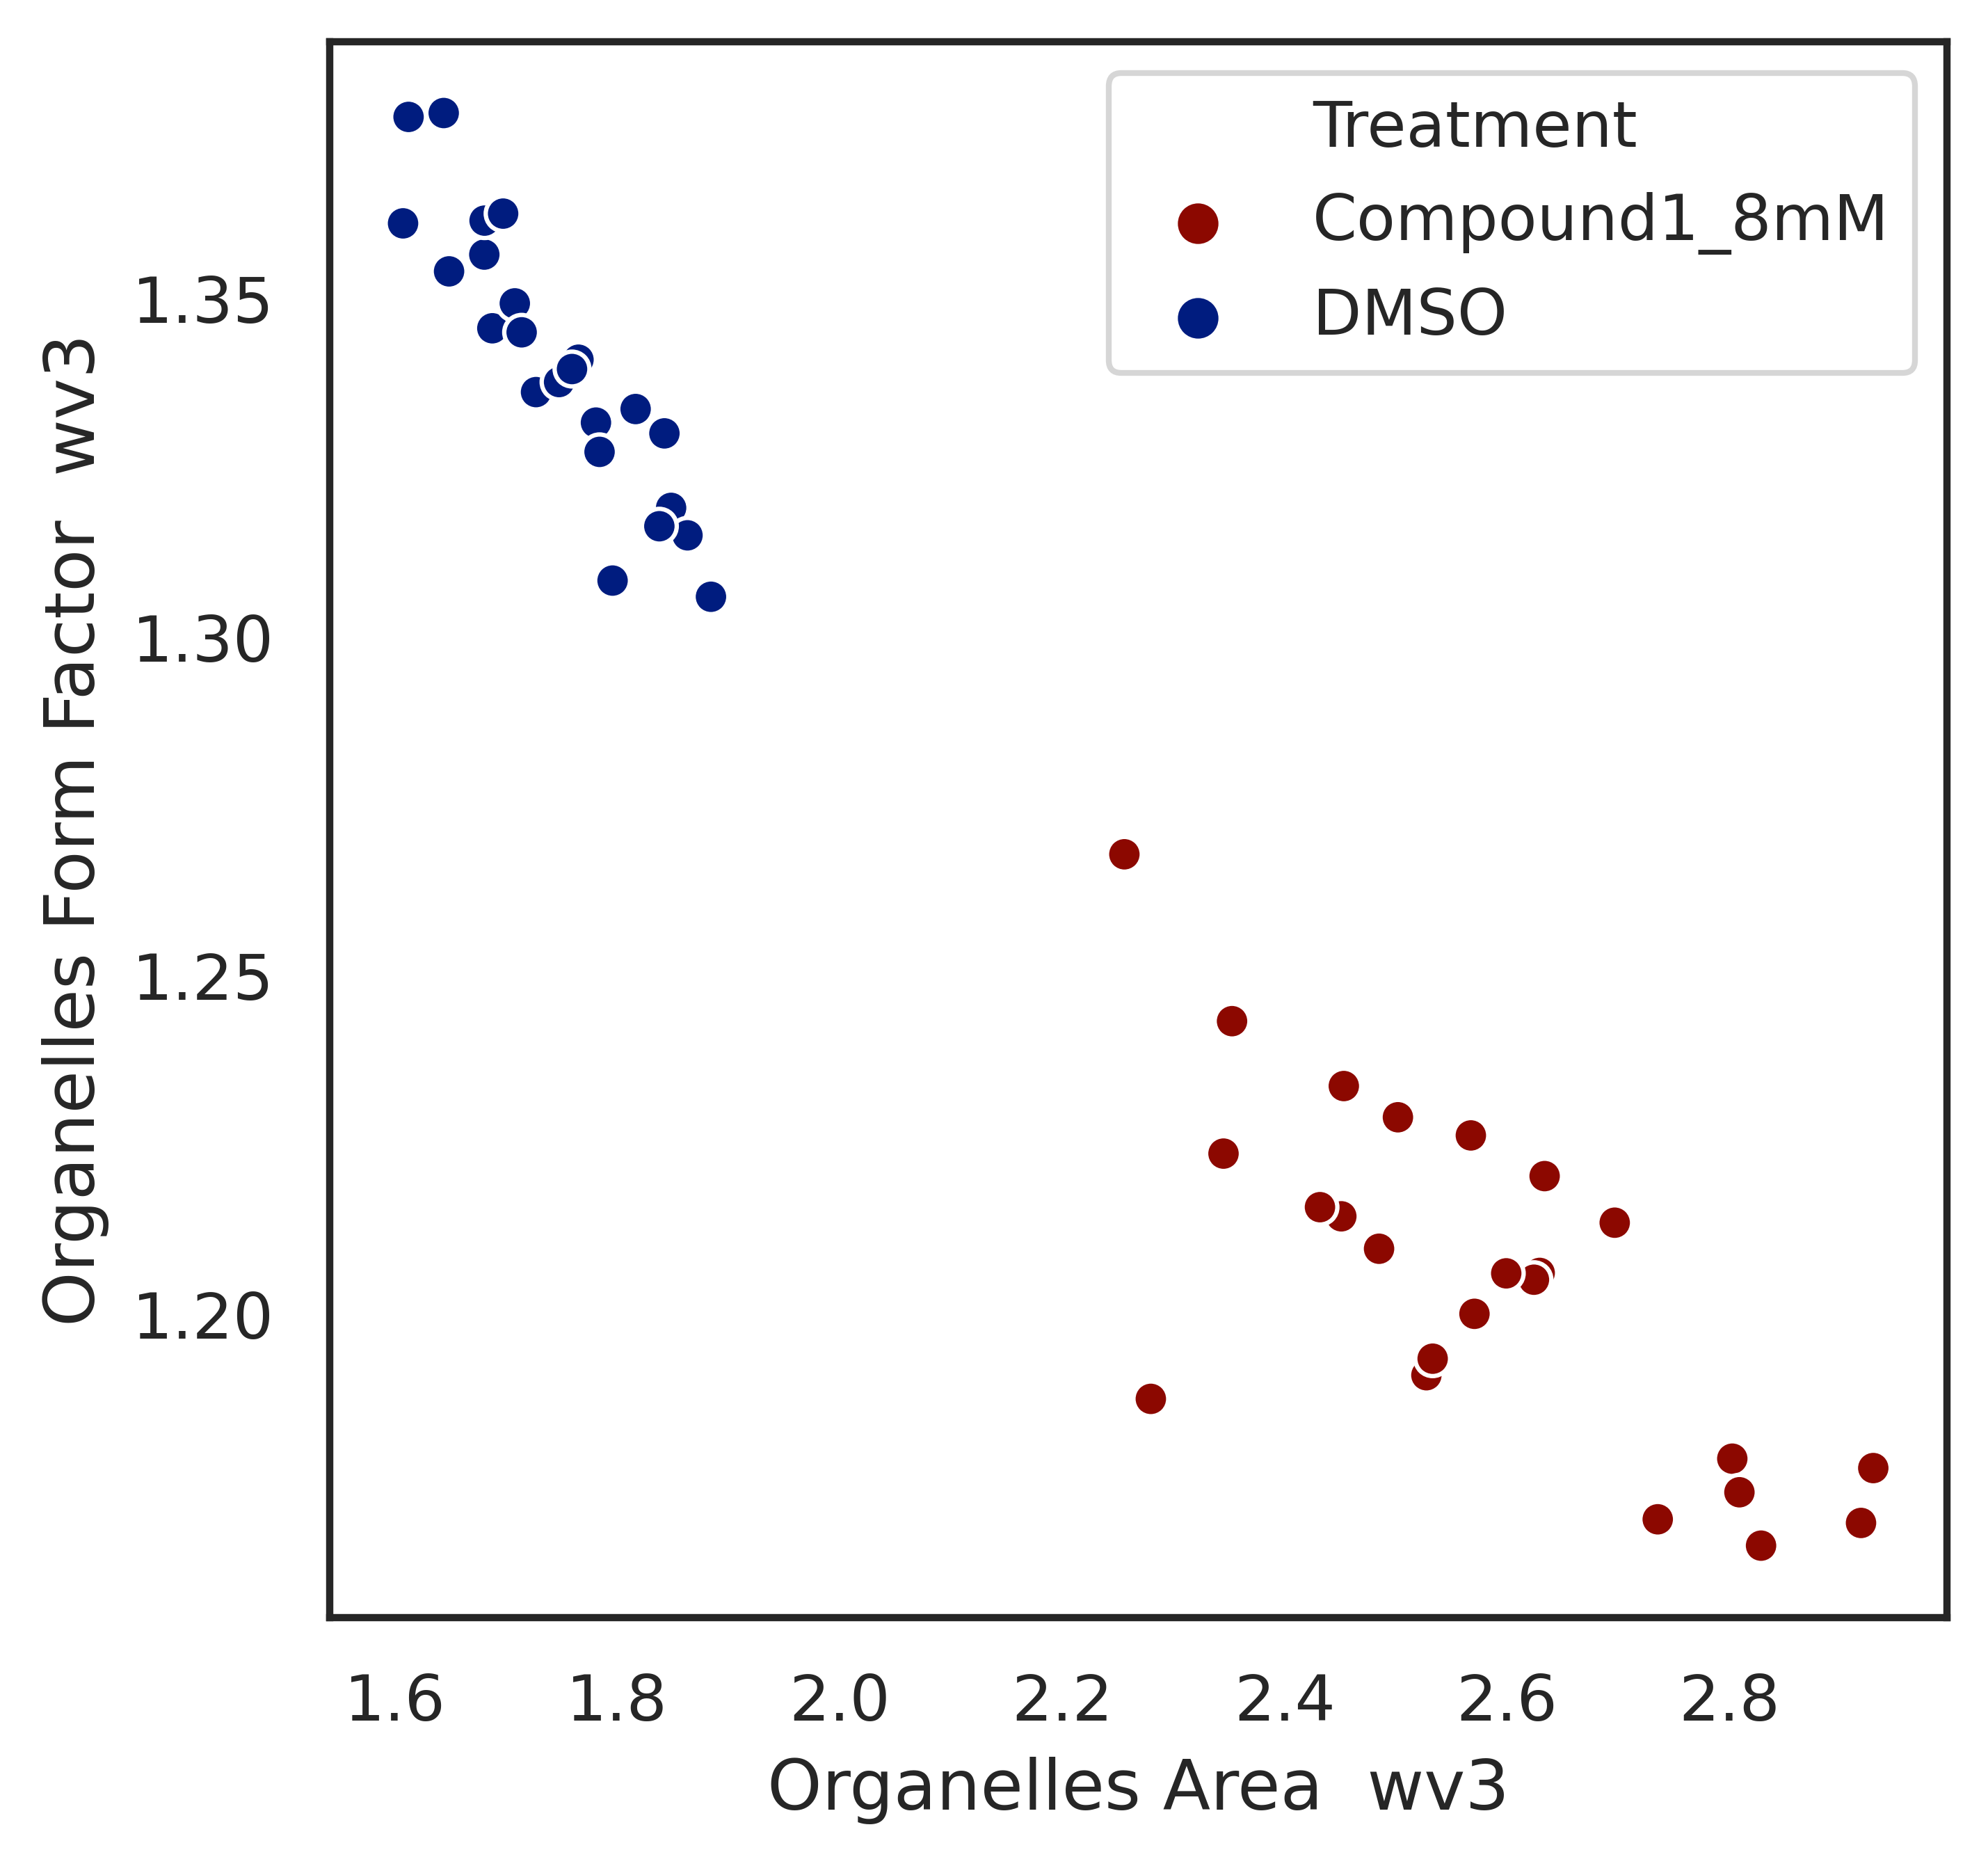 Treatment
Compound1_8mM
DMSO
Organelles Form Factor  wv3
1.35
1.30
1.25
1.20
1.6 1.8 2.0 2.2 2.4 2.6 2.8
Organelles Area  wv3